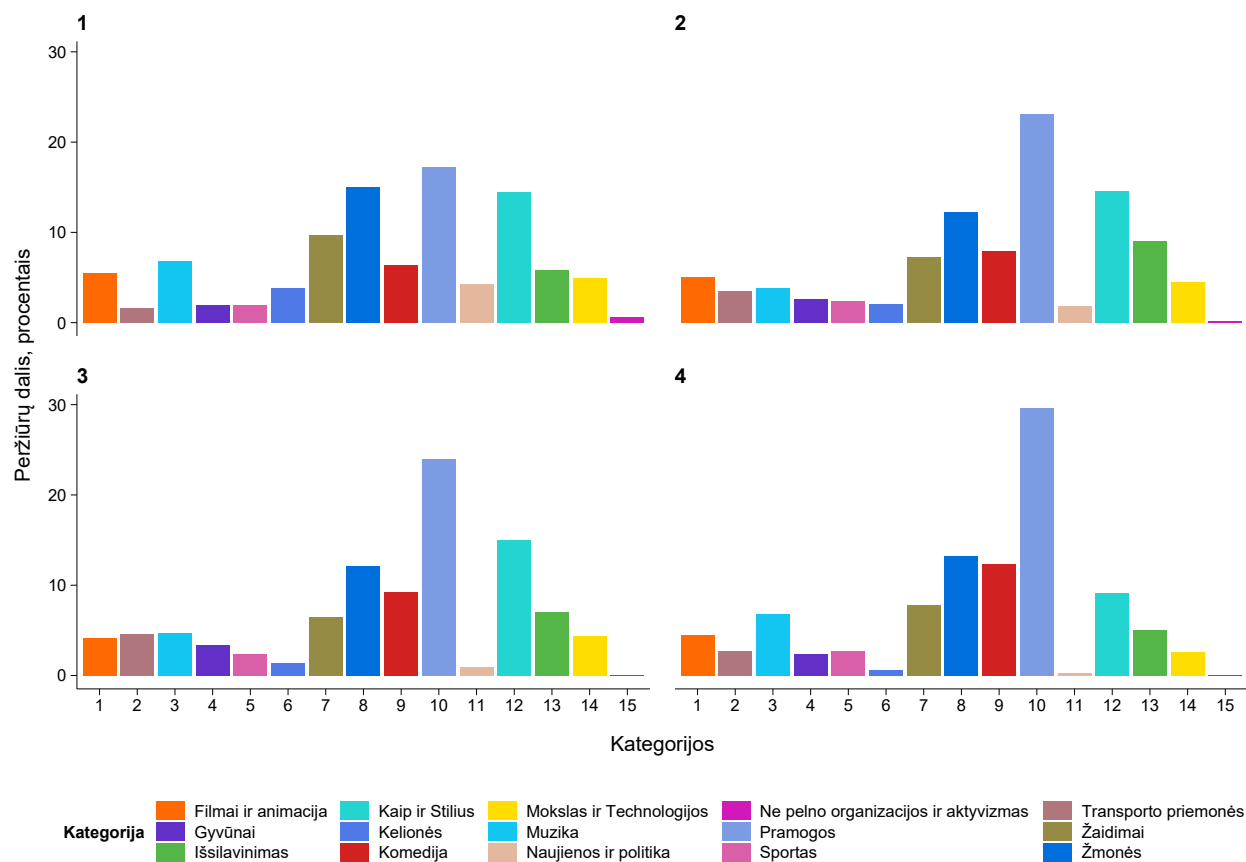 1
2
30
20
10
0
Peržiūrų dalis, procentais
3
4
30
20
10
0
1 2 3 4 5 6 7 8 9 10 11 12 13 14 15
1 2 3 4 5 6 7 8 9 10 11 12 13 14 15
Kategorijos
Kategorija
Filmai ir animacija
Gyvūnai
Išsilavinimas
Kaip ir Stilius
Kelionės
Komedija
Mokslas ir Technologijos
Muzika
Naujienos ir politika
Ne pelno organizacijos ir aktyvizmas
Pramogos
Sportas
Transporto priemonės
Žaidimai
Žmonės